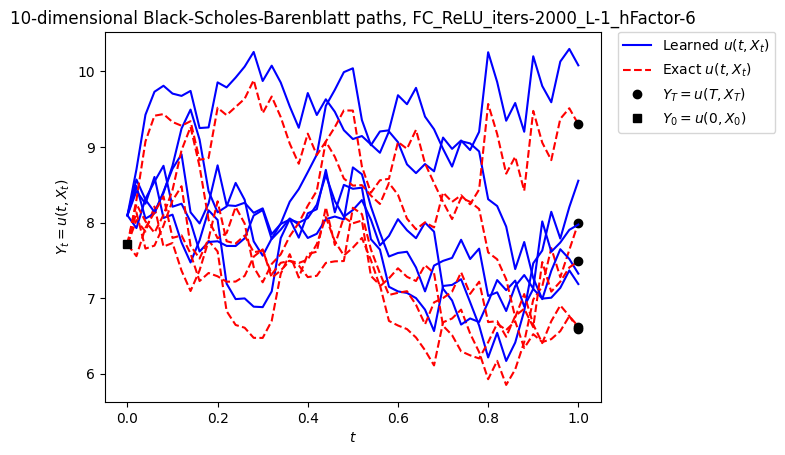 10-dimensional Black-Scholes-Barenblatt paths, FC_ReLU_iters-2000_L-1_hFactor-6
Learned u(t, X_t)
Exact u(t, X_t)
Y_T = u(T, X_T)
Y_0 = u(0, X_0)
Y_t = u(t, X_t)
10
9
8
7
6
0.0 0.2 0.4 0.6 0.8 1.0
t